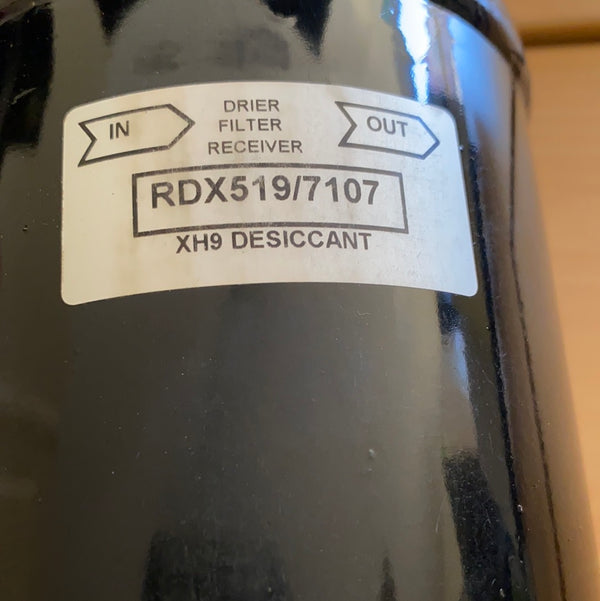 IN
DRIER
FILTER
RECEIVER
OUT
RDX519/7107
XH9 DESICCANT